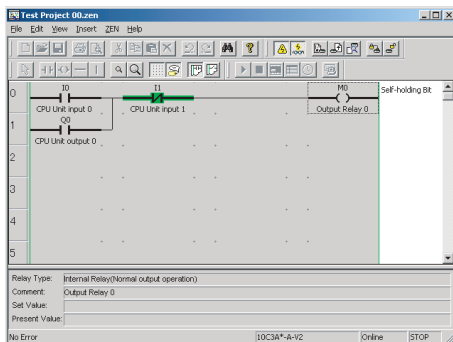 Test Project 00.zen
File Edit View Insert ZEN Help
0 I0 I1 M0 Self-holding Bit
CPU Unit input 0 CPU Unit input 1 Output Relay 0
1 Q0
CPU Unit output 0
2
3
4
5
Relay Type: Internal Relay(Normal output operation)
Comment: Output Relay 0
Set Value:
Present Value:
No Error 10C3A*-A-V2 Online STOP